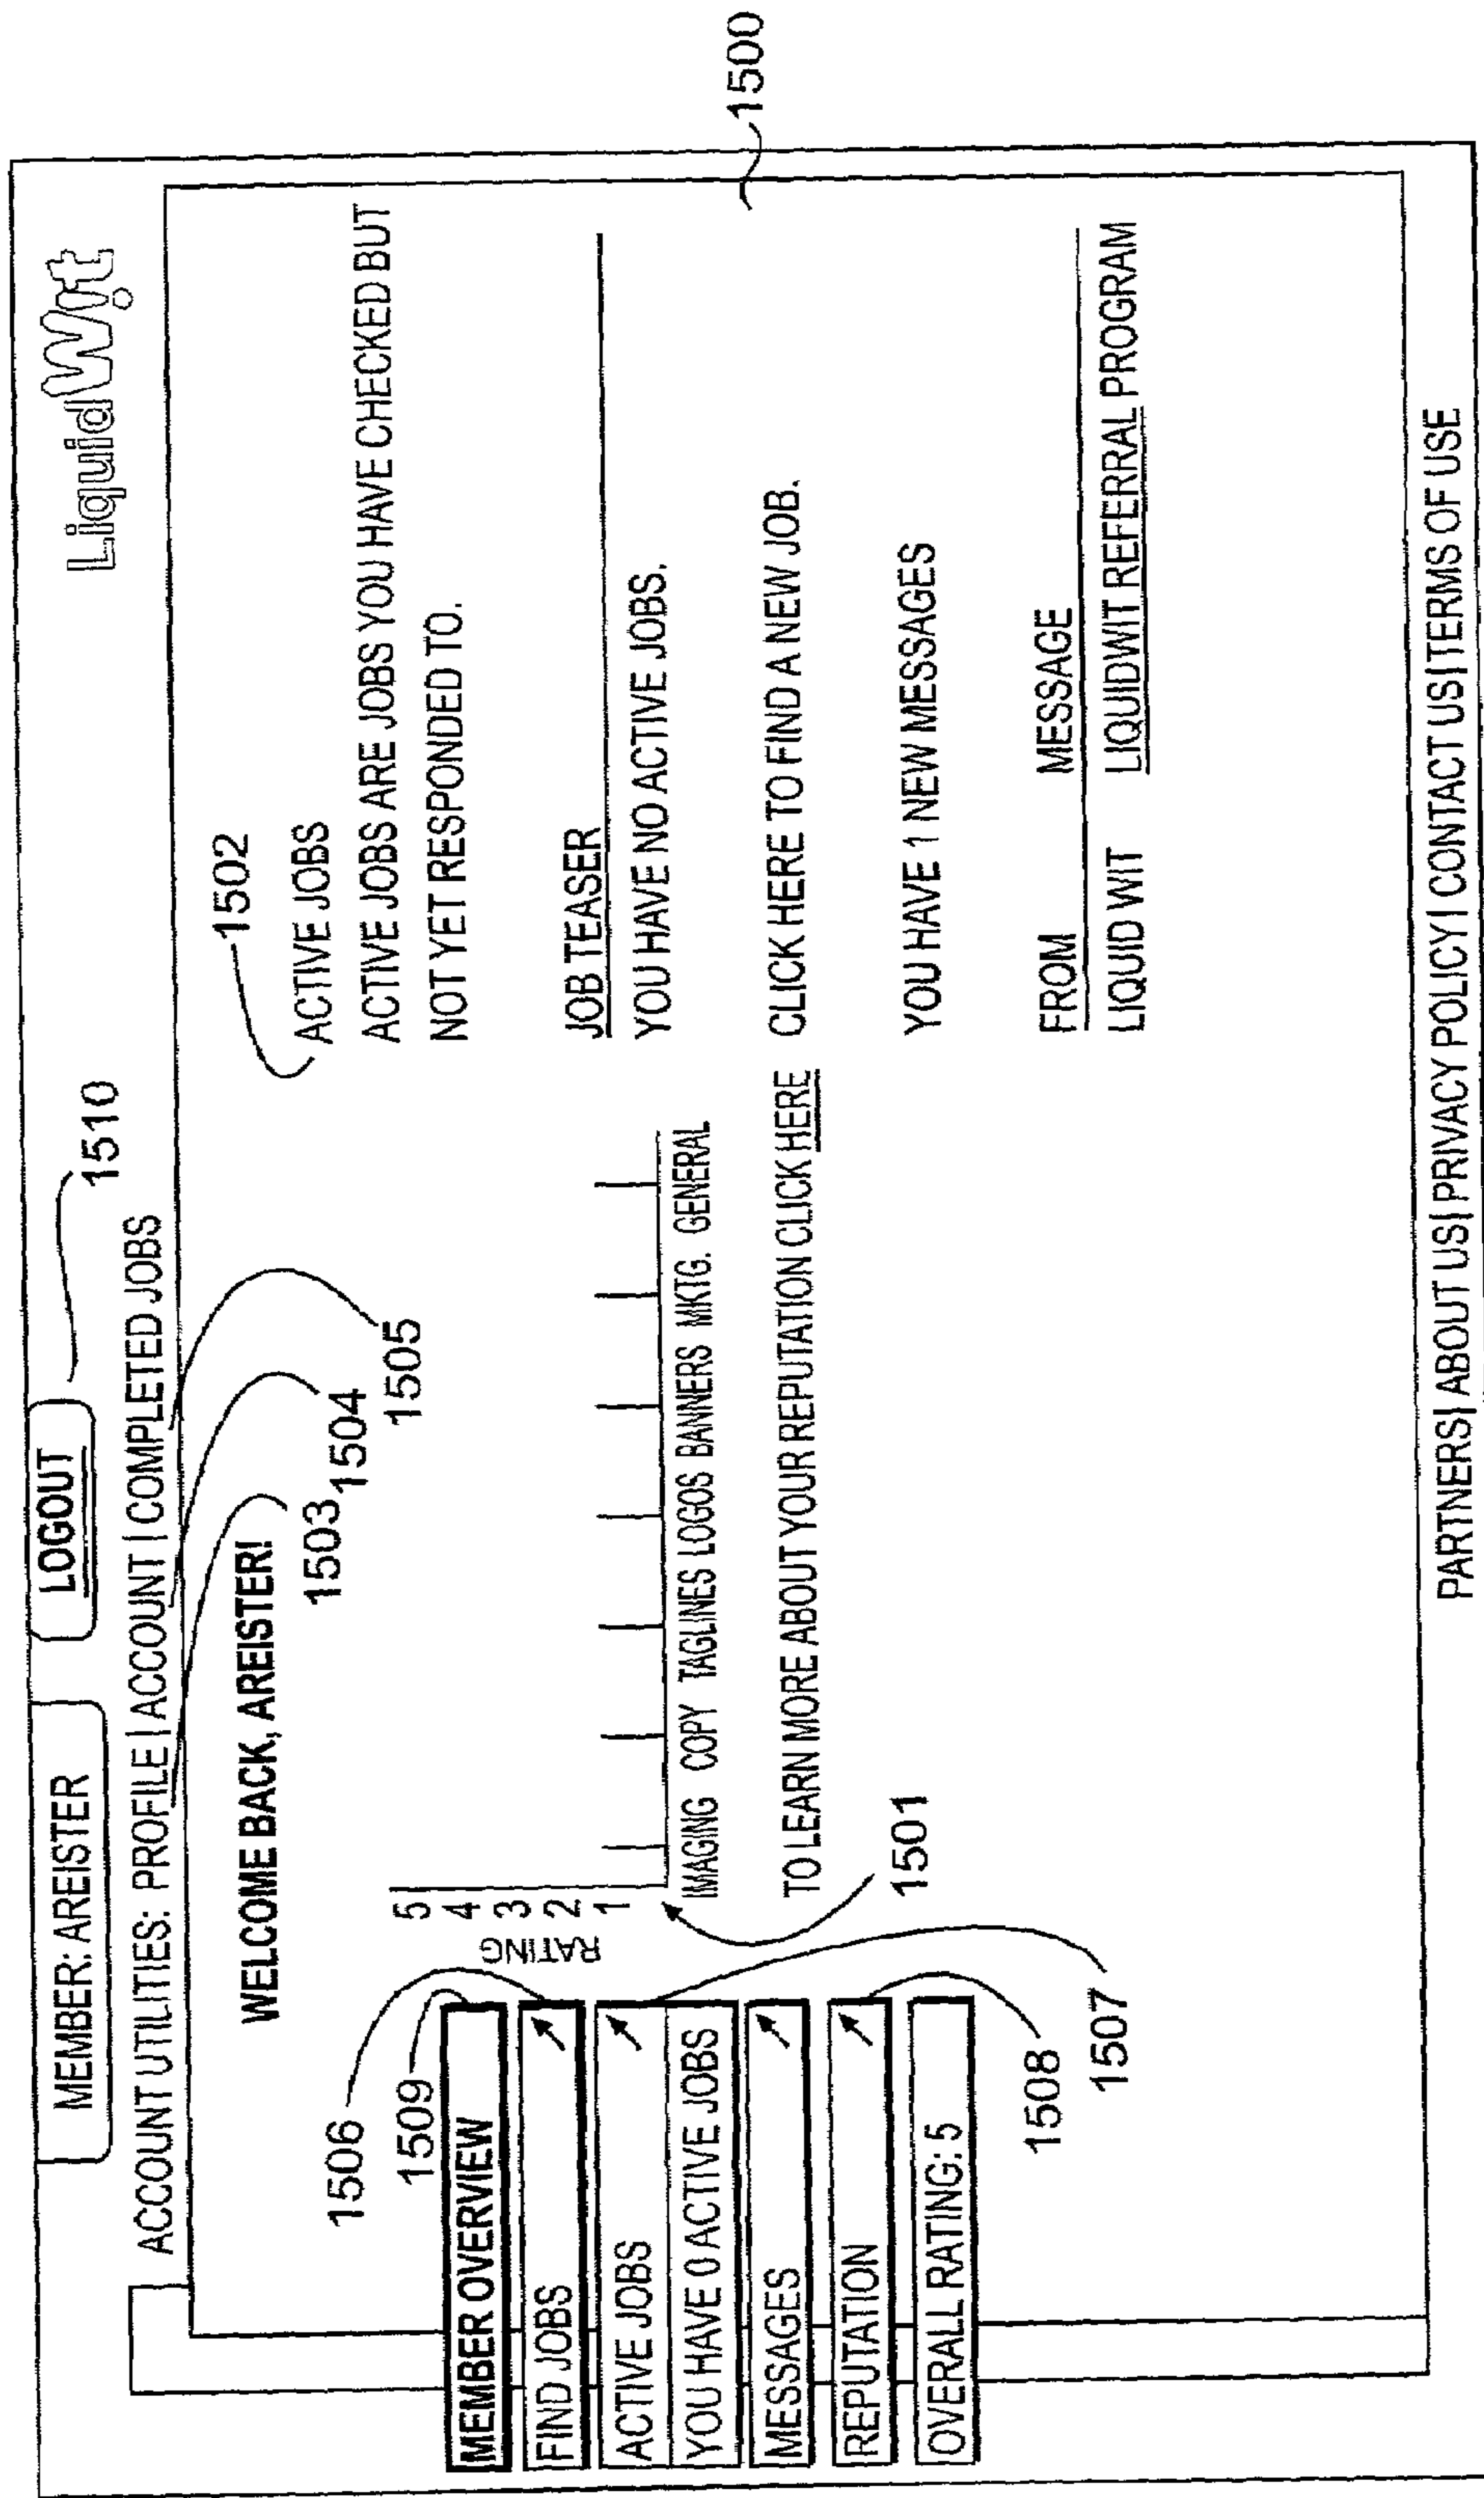 MEMBER: AREISTER
LOGOUT
1510
LiquidWit
ACCOUNT UTILITIES: PROFILE | ACCOUNT | COMPLETED JOBS
WELCOME BACK, AREISTER!
1503
1504
1505
1506
1509
MEMBER OVERVIEW
FIND JOBS
ACTIVE JOBS
YOU HAVE 0 ACTIVE JOBS
MESSAGES
REPUTATION
OVERALL RATING: 5
1508
1507
RATING
5
4
3
2
1
IMAGING COPY TAGLINES LOGOS BANNERS MKTG. GENERAL
TO LEARN MORE ABOUT YOUR REPUTATION CLICK HERE
1501
1502
ACTIVE JOBS
ACTIVE JOBS ARE JOBS YOU HAVE CHECKED BUT
NOT YET RESPONDED TO.
JOB TEASER
YOU HAVE NO ACTIVE JOBS.
CLICK HERE TO FIND A NEW JOB.
YOU HAVE 1 NEW MESSAGES
FROM MESSAGE
LIQUID WIT LIQUIDWIT REFERRAL PROGRAM
1500
PARTNERS| ABOUT US| PRIVACY POLICY| CONTACT US|TERMS OF USE